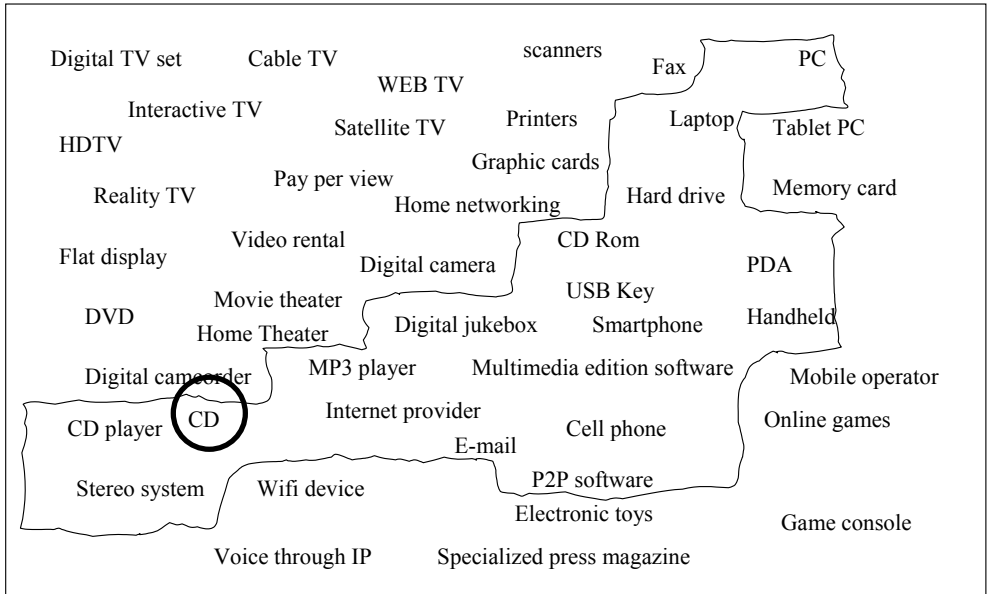 Digital TV set
Cable TV
scanners
Fax
PC
WEB TV
Interactive TV
Satellite TV
Printers
Laptop
Tablet PC
HDTV
Graphic cards
Reality TV
Pay per view
Home networking
Hard drive
Memory card
Flat display
Video rental
Digital camera
CD Rom
PDA
USB Key
DVD
Movie theater
Home Theater
Digital jukebox
Smartphone
Handheld
Digital camcorder
MP3 player
Multimedia edition software
Mobile operator
CD player
CD
Internet provider
E-mail
Cell phone
Online games
Stereo system
Wifi device
P2P software
Electronic toys
Game console
Voice through IP
Specialized press magazine